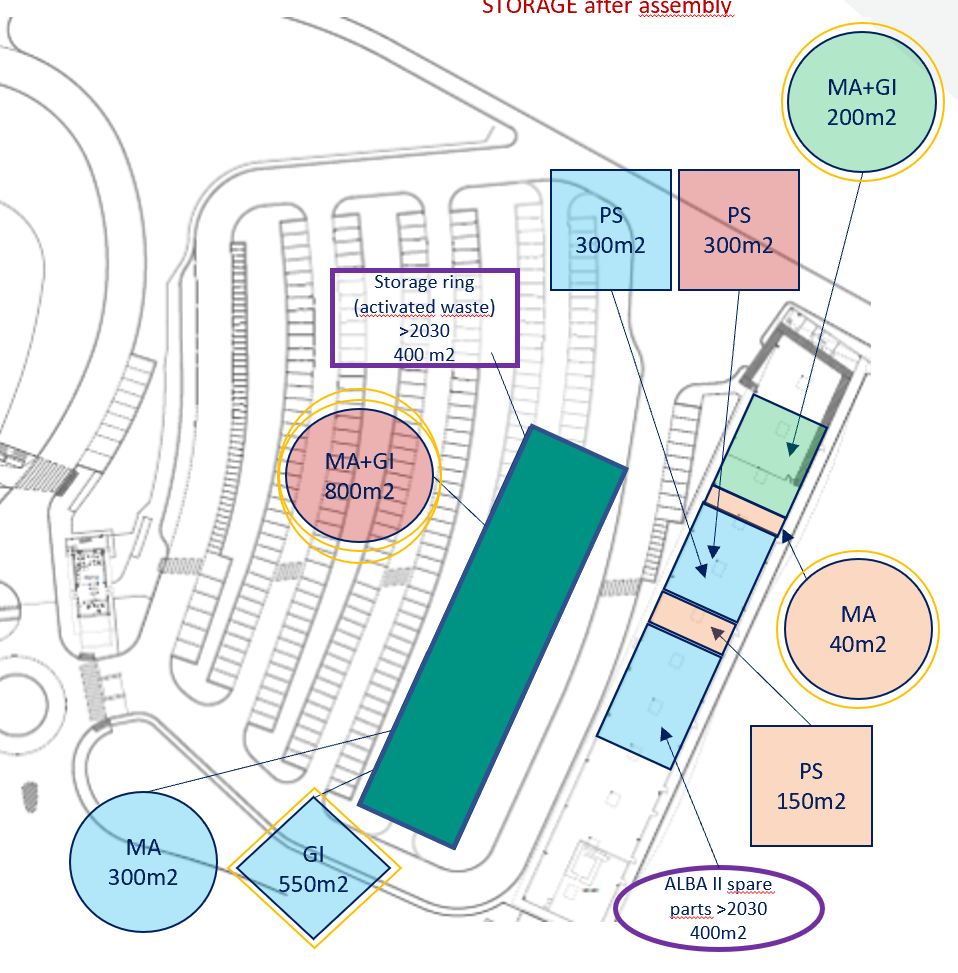 STORAGE after assembly
MA+GI
200m2
PS
300m2
PS
300m2
Storage ring
(activated waste)
>2030
400 m2
MA+GI
800m2
MA
40m2
PS
150m2
MA
300m2
GI
550m2
ALBA II spare
parts >2030
400m2